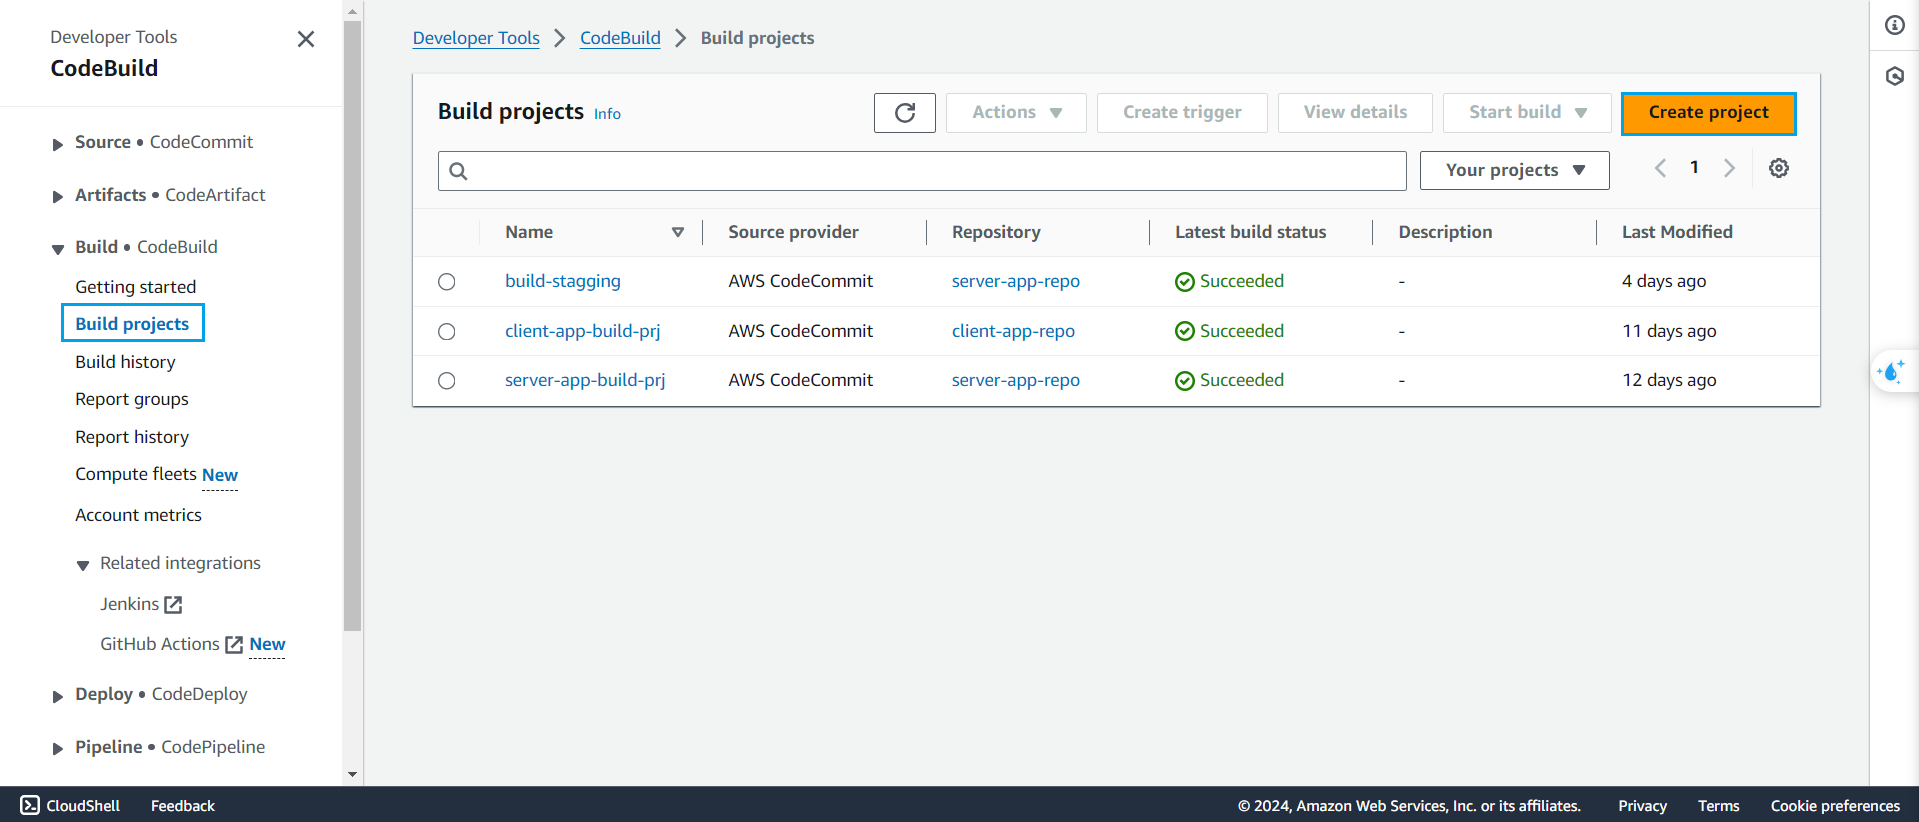 Developer Tools
CodeBuild
Source • CodeCommit
Artifacts • CodeArtifact
Build • CodeBuild
Getting started
Build projects
Build history
Report groups
Report history
Compute fleets New
Account metrics
Related integrations
Jenkins
GitHub Actions New
Deploy • CodeDeploy
Pipeline • CodePipeline
Developer Tools CodeBuild Build projects
Build projects Info
Actions Create trigger View details Start build Create project
Your projects 1
Name Source provider Repository Latest build status Description Last Modified
build-stagging AWS CodeCommit server-app-repo Succeeded - 4 days ago
client-app-build-prj AWS CodeCommit client-app-repo Succeeded - 11 days ago
server-app-build-prj AWS CodeCommit server-app-repo Succeeded - 12 days ago
CloudShell Feedback © 2024, Amazon Web Services, Inc. or its affiliates. Privacy Terms Cookie preferences